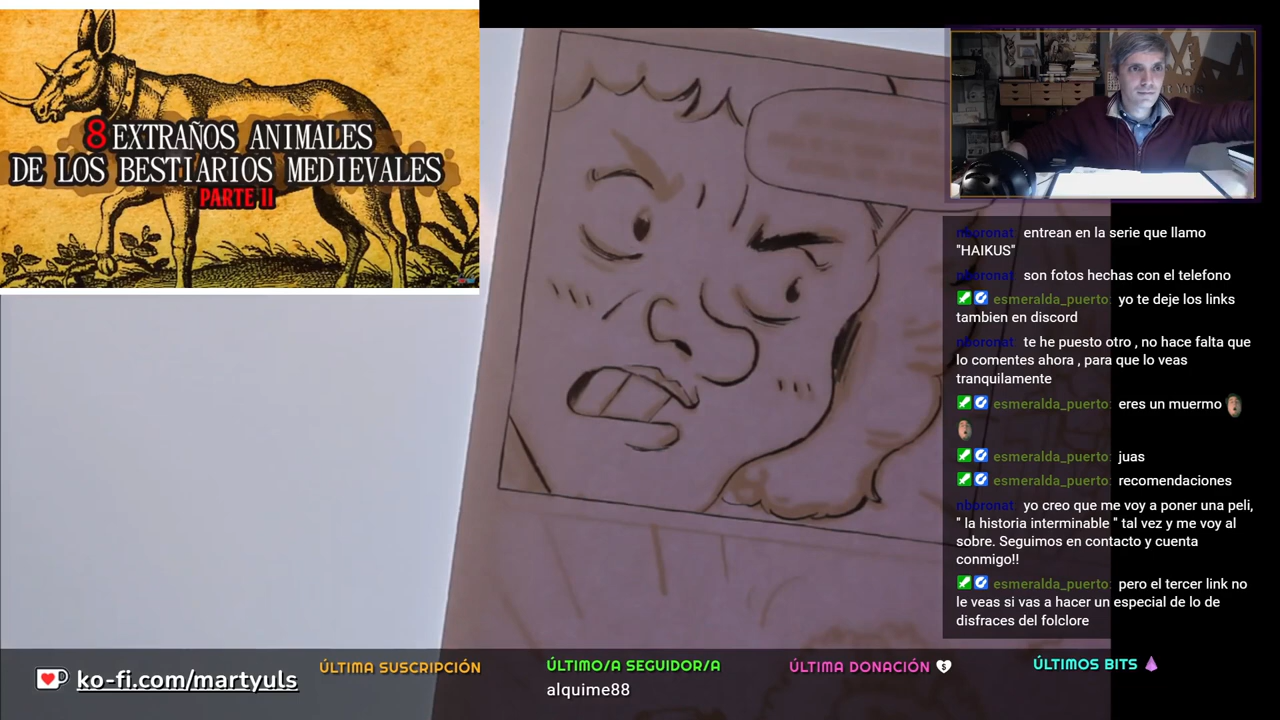 8 EXTRAÑOS ANIMALES
DE LOS BESTIARIOS MEDIEVALES
PARTE II
nboronat: entrean en la serie que llamo
"HAIKUS"
nboronat: son fotos hechas con el telefono
esmeralda_puerto: yo te deje los links
tambien en discord
nboronat: te he puesto otro , no hace falta que
lo comentes ahora , para que lo veas
tranquilamente
esmeralda_puerto: eres un muermo
esmeralda_puerto: juas
esmeralda_puerto: recomendaciones
nboronat: yo creo que me voy a poner una peli,
" la historia interminable " tal vez y me voy al
sobre. Seguimos en contacto y cuenta
conmigo!!
esmeralda_puerto: pero el tercer link no
le veas si vas a hacer un especial de lo de
disfraces del folclore
ko-fi.com/martyuls
ÚLTIMA SUSCRIPCIÓN
ÚLTIMO/A SEGUIDOR/A
alquime88
ÚLTIMA DONACIÓN
ÚLTIMOS BITS